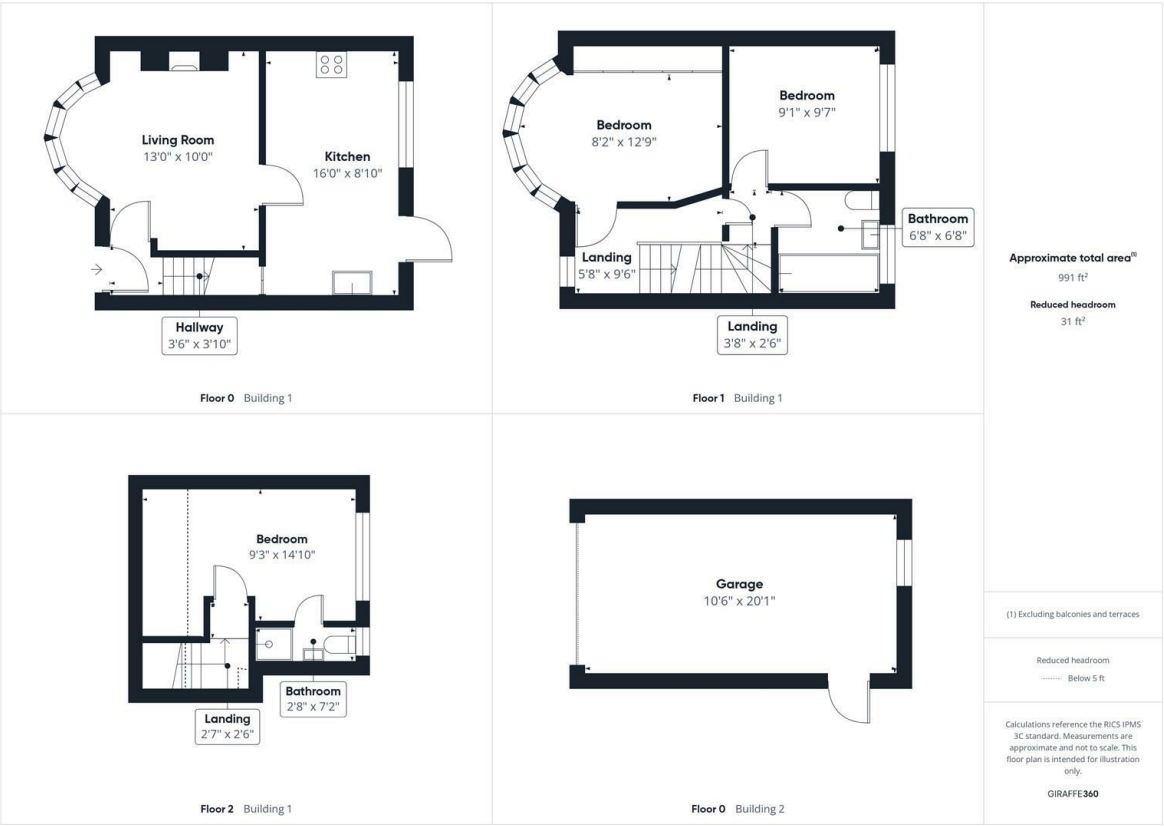 Living Room
13'0" x 10'0"
Kitchen
16'0" x 8'10"
Hallway
3'6" x 3'10"
Floor 0 Building 1
Bedroom
8'2" x 12'9"
Bedroom
9'1" x 9'7"
Bathroom
6'8" x 6'8"
Landing
5'8" x 9'6"
Landing
3'8" x 2'6"
Floor 1 Building 1
Bedroom
9'3" x 14'10"
Bathroom
2'8" x 7'2"
Landing
2'7" x 2'6"
Floor 2 Building 1
Garage
10'6" x 20'1"
Floor 0 Building 2
Approximate total area(1)
991 ft²
Reduced headroom
31 ft²
(1) Excluding balconies and terraces
Reduced headroom
Below 5 ft
Calculations reference the RICS IPMS
3C standard. Measurements are
approximate and not to scale. This
floor plan is intended for illustration
only.
GIRAFFE360